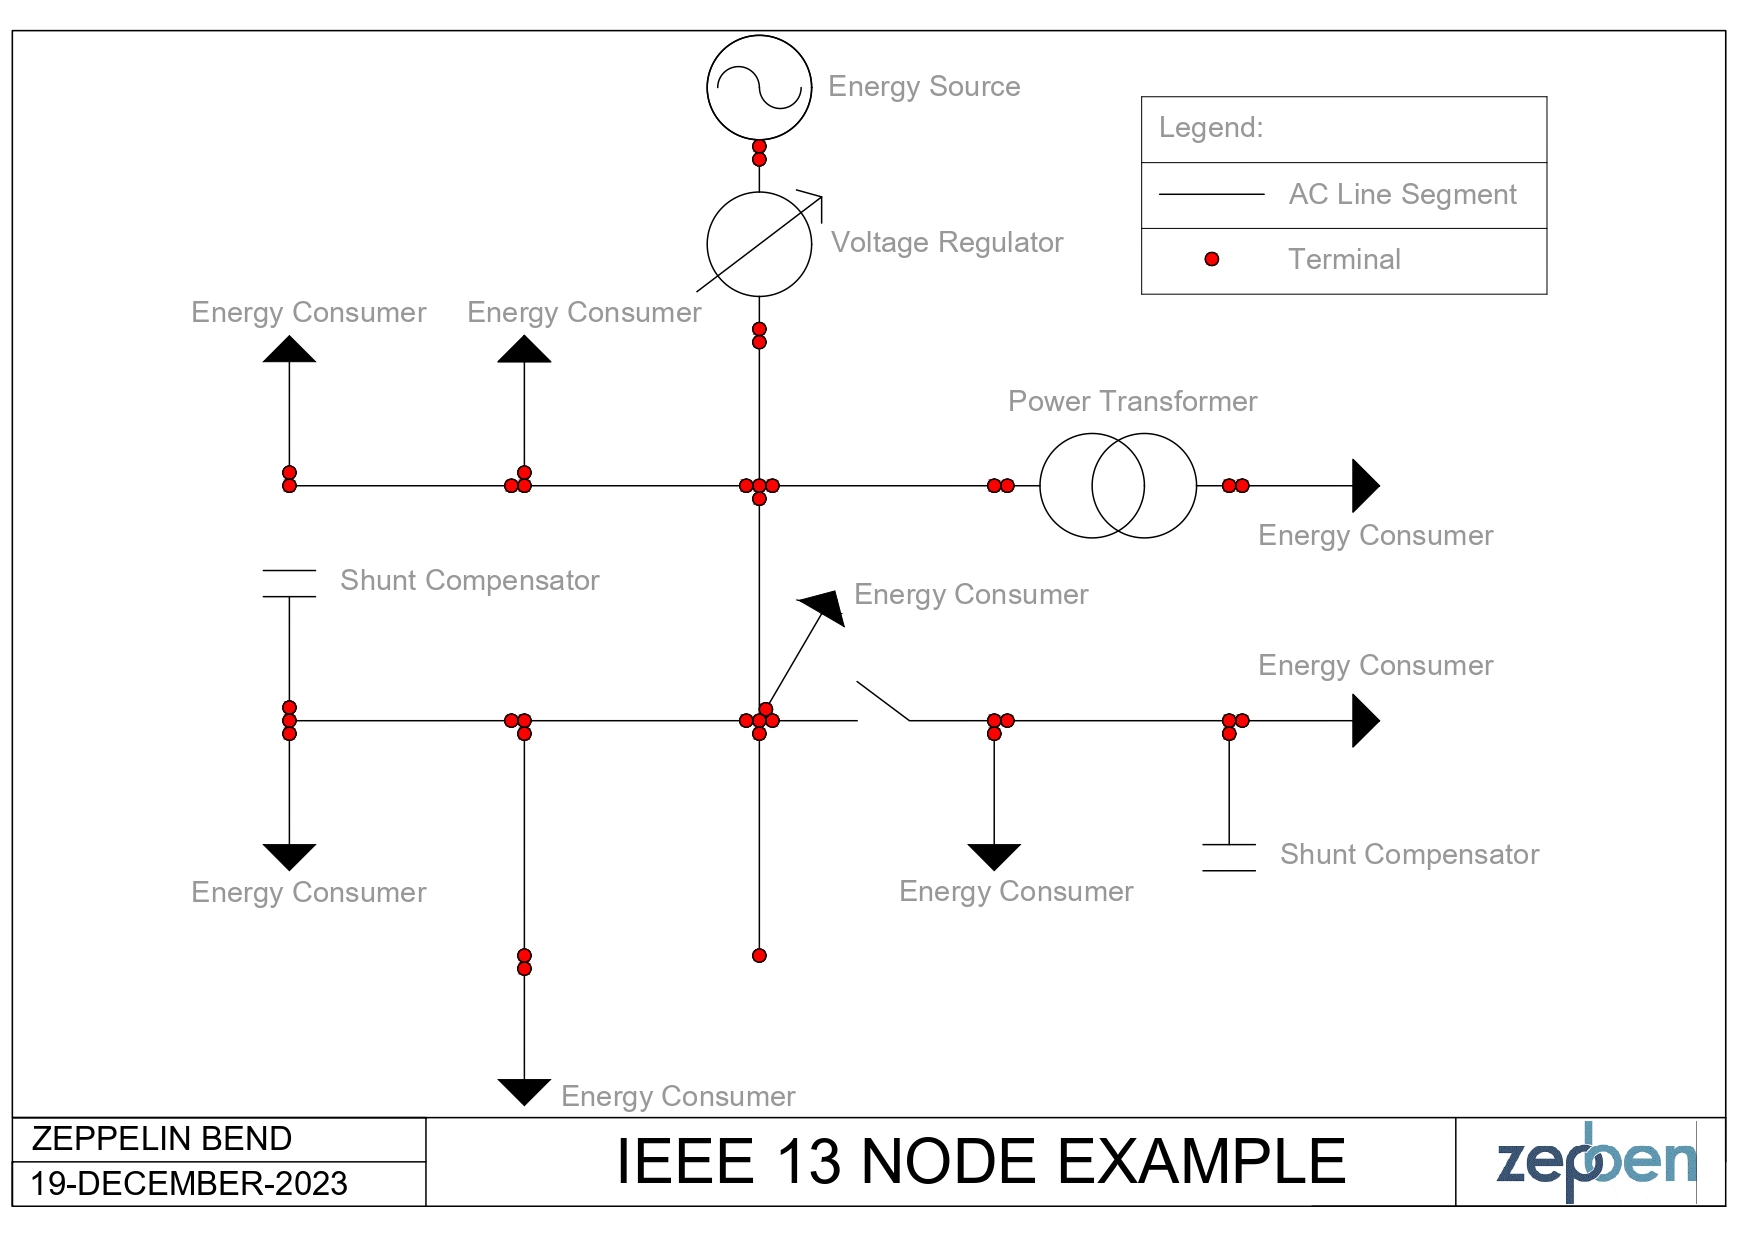 Energy Source
Legend:
AC Line Segment
Voltage Regulator
Terminal
Energy Consumer
Energy Consumer
Power Transformer
Energy Consumer
Shunt Compensator
Energy Consumer
Energy Consumer
Shunt Compensator
Energy Consumer
Energy Consumer
Energy Consumer
ZEPPELIN BEND
19-DECEMBER-2023
IEEE 13 NODE EXAMPLE
zepben